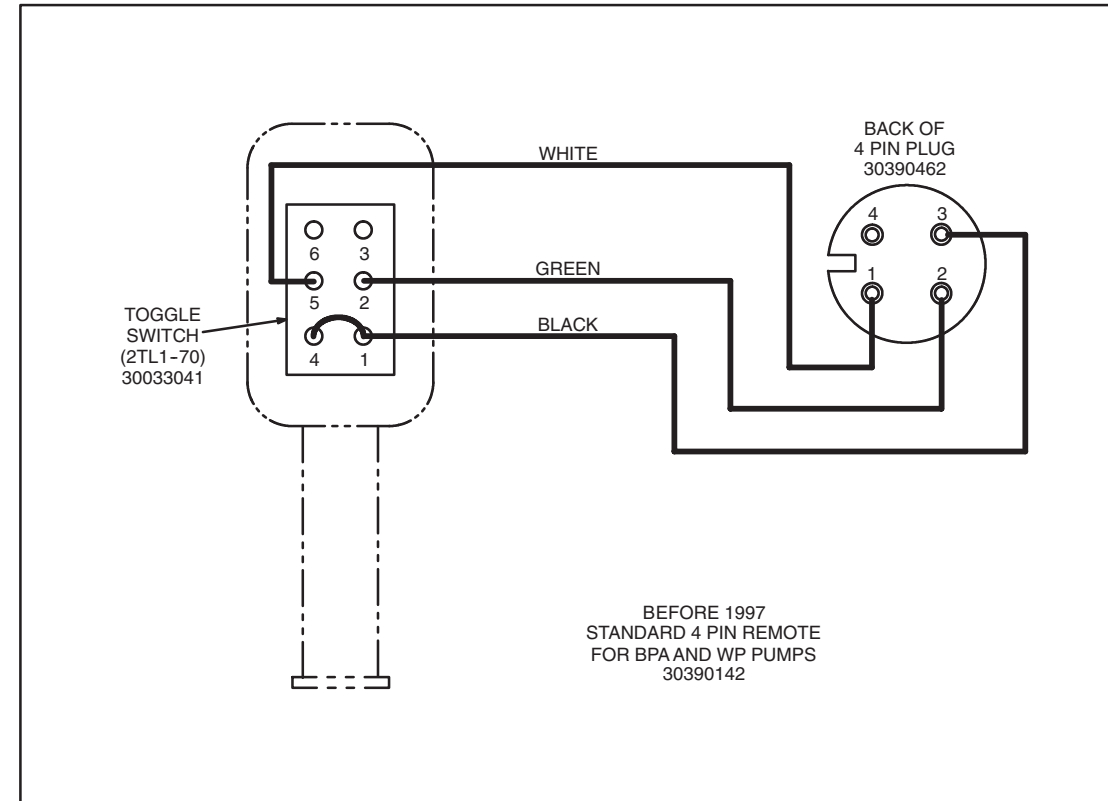 BACK OF
4 PIN PLUG
30390462
WHITE
4 3
1 2
6 3
GREEN
5 2
TOGGLE
SWITCH
(2TL1-70)
30033041
BLACK
4 1
BEFORE 1997
STANDARD 4 PIN REMOTE
FOR BPA AND WP PUMPS
30390142